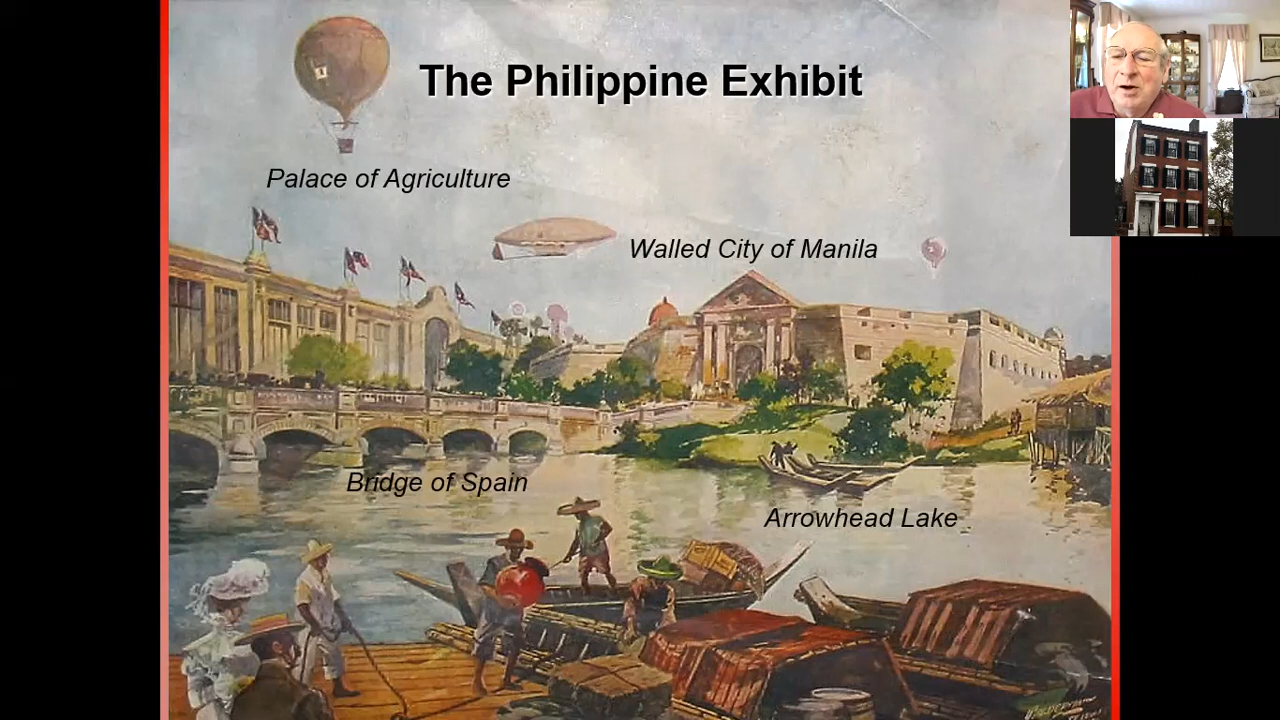 The Philippine Exhibit
Palace of Agriculture
Walled City of Manila
Bridge of Spain
Arrowhead Lake